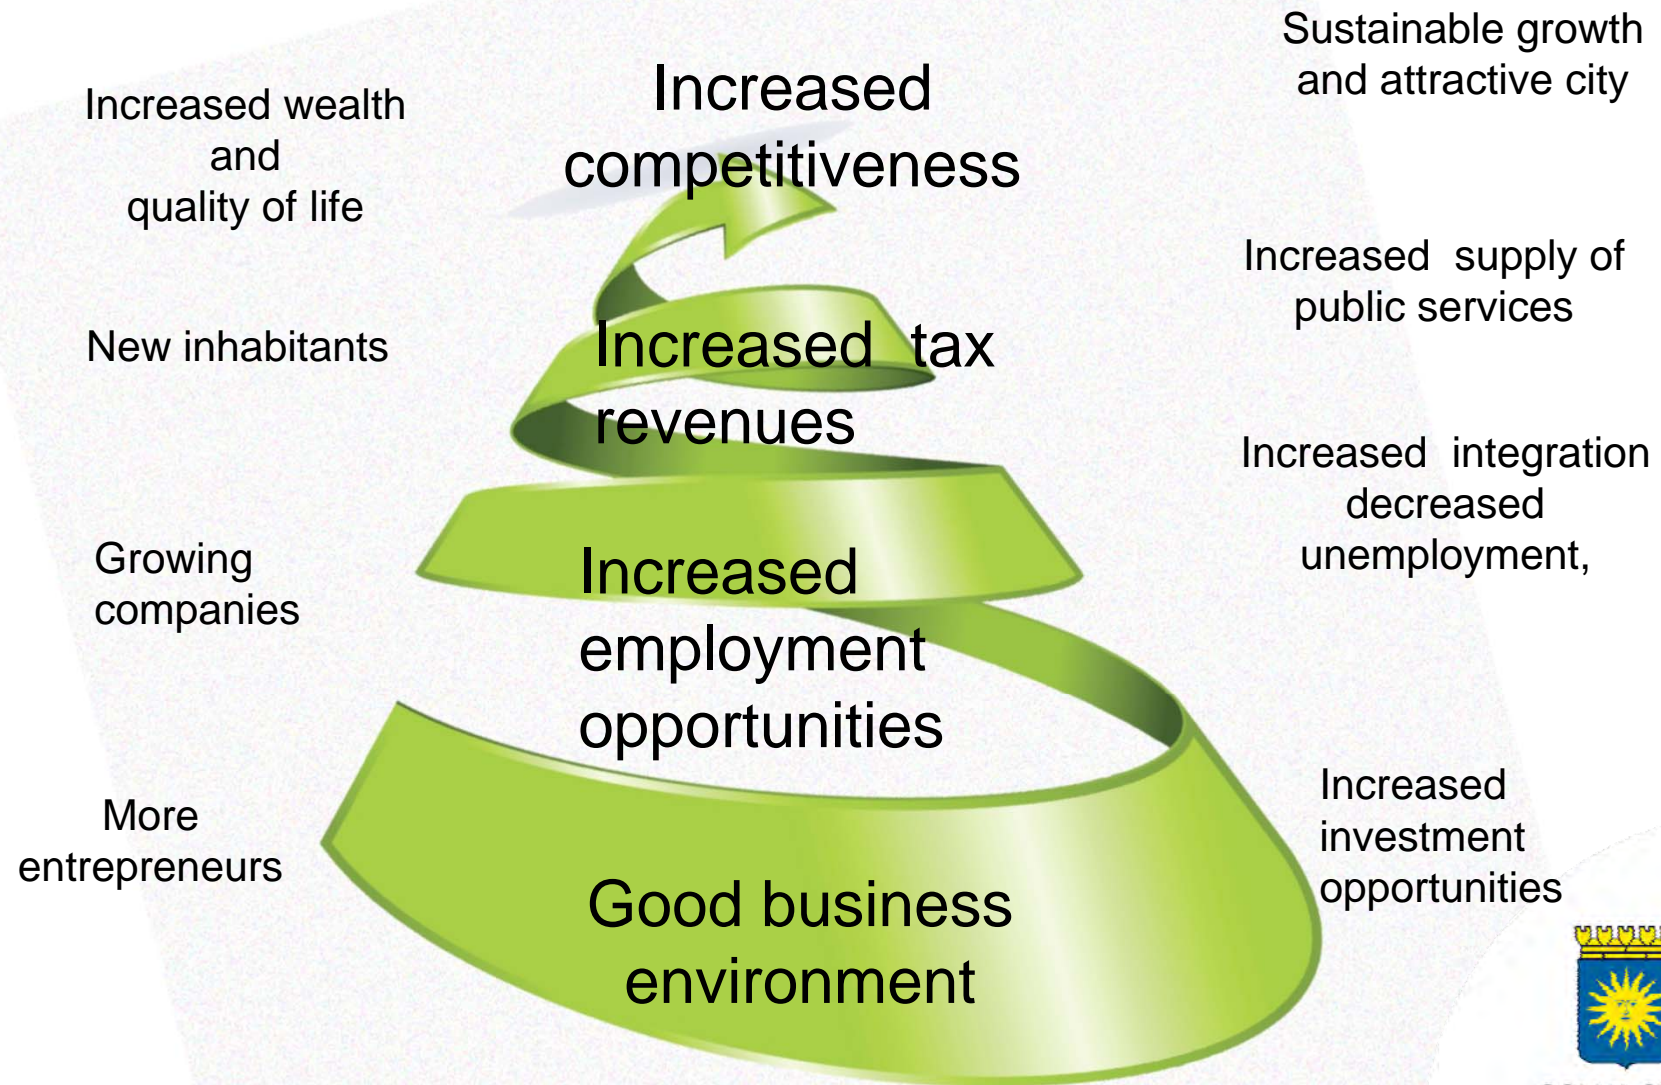 Sustainable growth
and attractive city
Increased wealth
and
quality of life
Increased
competitiveness
Increased supply of
public services
New inhabitants
Increased tax
revenues
Increased integration
decreased
unemployment,
Growing
companies
Increased
employment
opportunities
More
entrepreneurs
Increased
investment
opportunities
Good business
environment